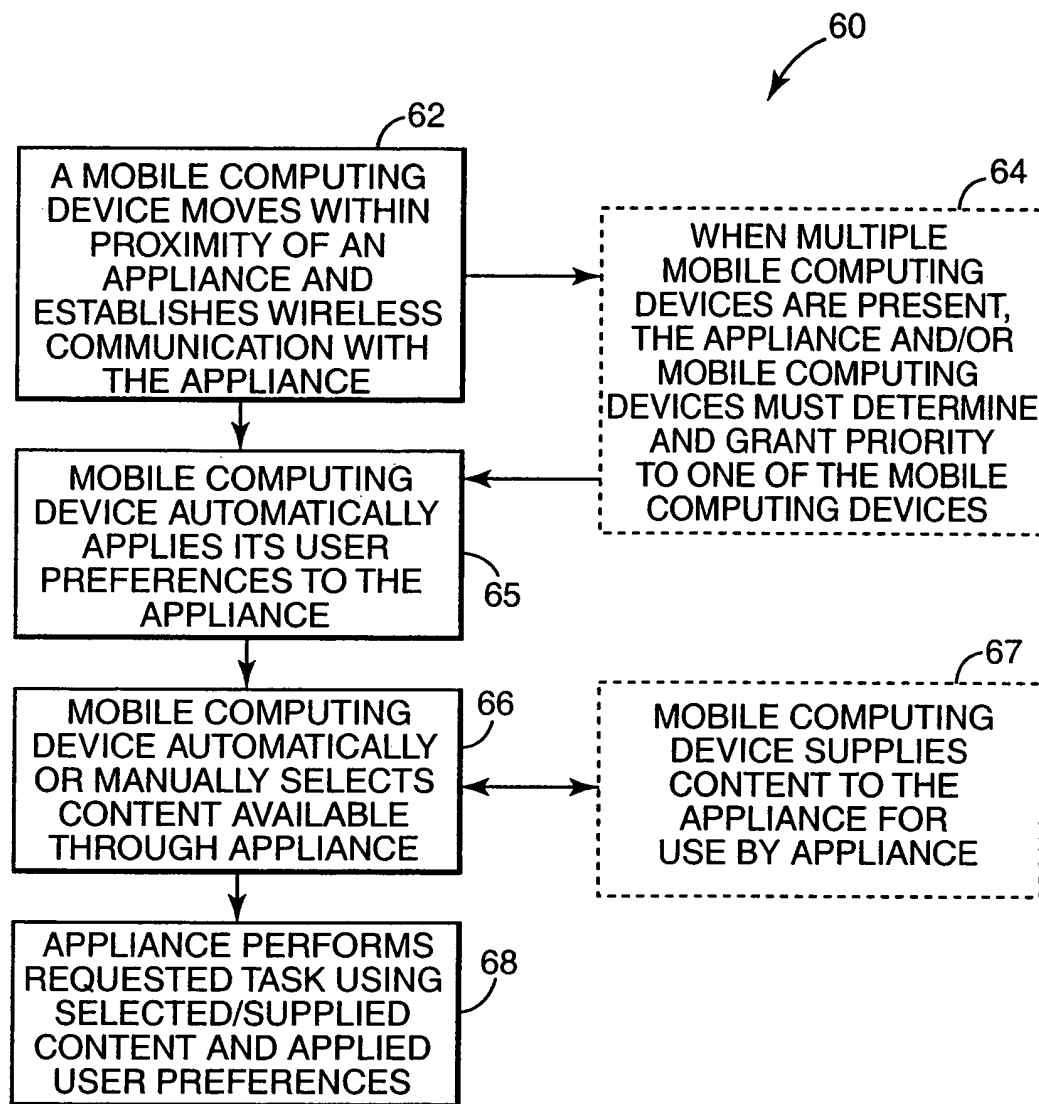 60
62
A MOBILE COMPUTING
DEVICE MOVES WITHIN
PROXIMITY OF AN
APPLIANCE AND
ESTABLISHES WIRELESS
COMMUNICATION WITH
THE APPLIANCE
64
WHEN MULTIPLE
MOBILE COMPUTING
DEVICES ARE PRESENT,
THE APPLIANCE AND/OR
MOBILE COMPUTING
DEVICES MUST DETERMINE
AND GRANT PRIORITY
TO ONE OF THE MOBILE
COMPUTING DEVICES
MOBILE COMPUTING
DEVICE AUTOMATICALLY
APPLIES ITS USER
PREFERENCES TO THE
APPLIANCE
65
MOBILE COMPUTING
DEVICE AUTOMATICALLY
OR MANUALLY SELECTS
CONTENT AVAILABLE
THROUGH APPLIANCE
66
67
MOBILE COMPUTING
DEVICE SUPPLIES
CONTENT TO THE
APPLIANCE FOR
USE BY APPLIANCE
APPLIANCE PERFORMS
REQUESTED TASK USING
SELECTED/SUPPLIED
CONTENT AND APPLIED
USER PREFERENCES
68